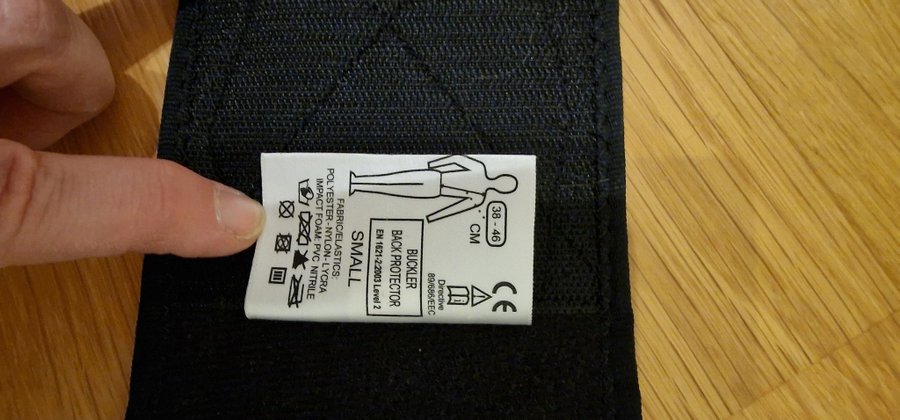 CE
Directive
89/686/EEC
38 - 46
CM
BUCKLER
BACK PROTECTOR
EN 1621-2:2003 Level 2
SMALL
FABRIC/ELASTICS:
POLYESTER - NYLON - LYCRA
IMPACT FOAM: PVC NITRILE